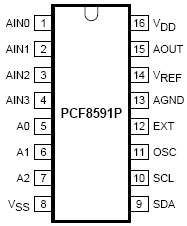 AIN0 1 16 VDD
AIN1 2 15 AOUT
AIN2 3 14 VREF
AIN3 4 13 AGND
PCF8591P
A0 5 12 EXT
A1 6 11 OSC
A2 7 10 SCL
VSS 8 9 SDA